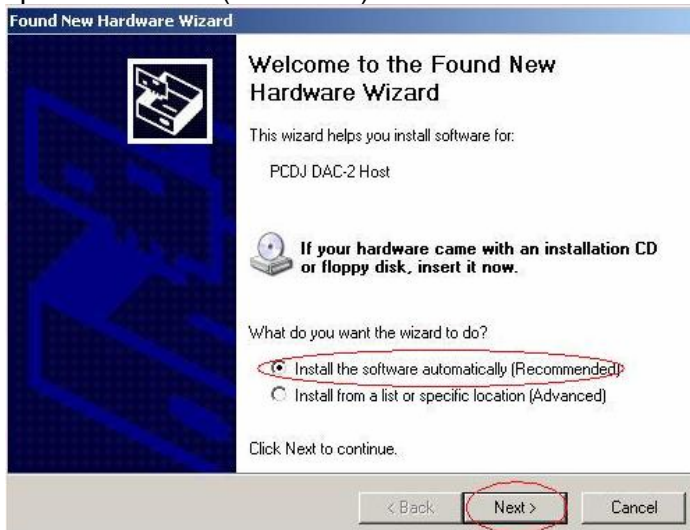 Found New Hardware Wizard
Welcome to the Found New
Hardware Wizard
This wizard helps you install software for:
PCDJ DAC-2 Host
If your hardware came with an installation CD
or floppy disk, insert it now.
What do you want the wizard to do?
Install the software automatically (Recommended)
Install from a list or specific location (Advanced)
Click Next to continue.
< Back Next > Cancel